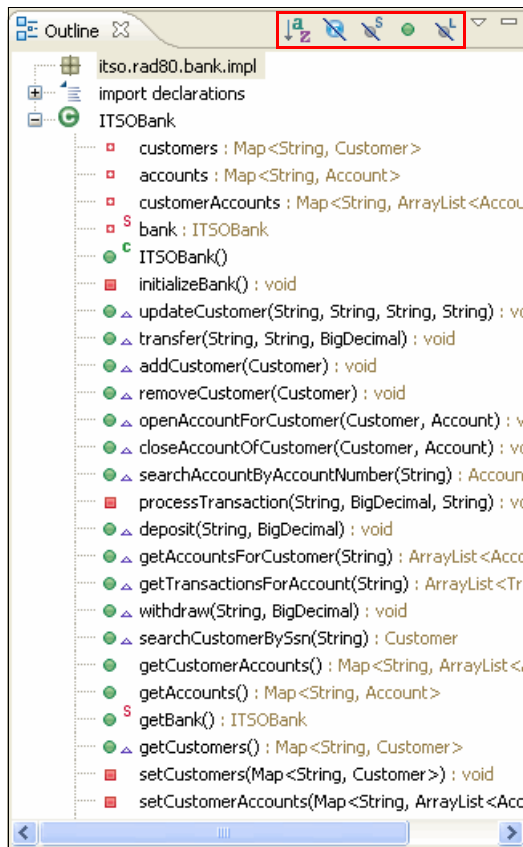 Outline
itso.rad80.bank.impl
import declarations
ITSOBank
customers : Map<String, Customer>
accounts : Map<String, Account>
customerAccounts : Map<String, ArrayList<Accou
S bank : ITSOBank
C ITSOBank()
initializeBank() : void
updateCustomer(String, String, String, String) : vo
transfer(String, String, BigDecimal) : void
addCustomer(Customer) : void
removeCustomer(Customer) : void
openAccountForCustomer(Customer, Account) : v
closeAccountOfCustomer(Customer, Account) : vo
searchAccountByAccountNumber(String) : Accoun
processTransaction(String, BigDecimal, String) : vo
deposit(String, BigDecimal) : void
getAccountsForCustomer(String) : ArrayList<Acco
getTransactionsForAccount(String) : ArrayList<Tr
withdraw(String, BigDecimal) : void
searchCustomerBySsn(String) : Customer
getCustomerAccounts() : Map<String, ArrayList<
getAccounts() : Map<String, Account>
S getBank() : ITSOBank
getCustomers() : Map<String, Customer>
setCustomers(Map<String, Customer>) : void
setCustomerAccounts(Map<String, ArrayList<Acc